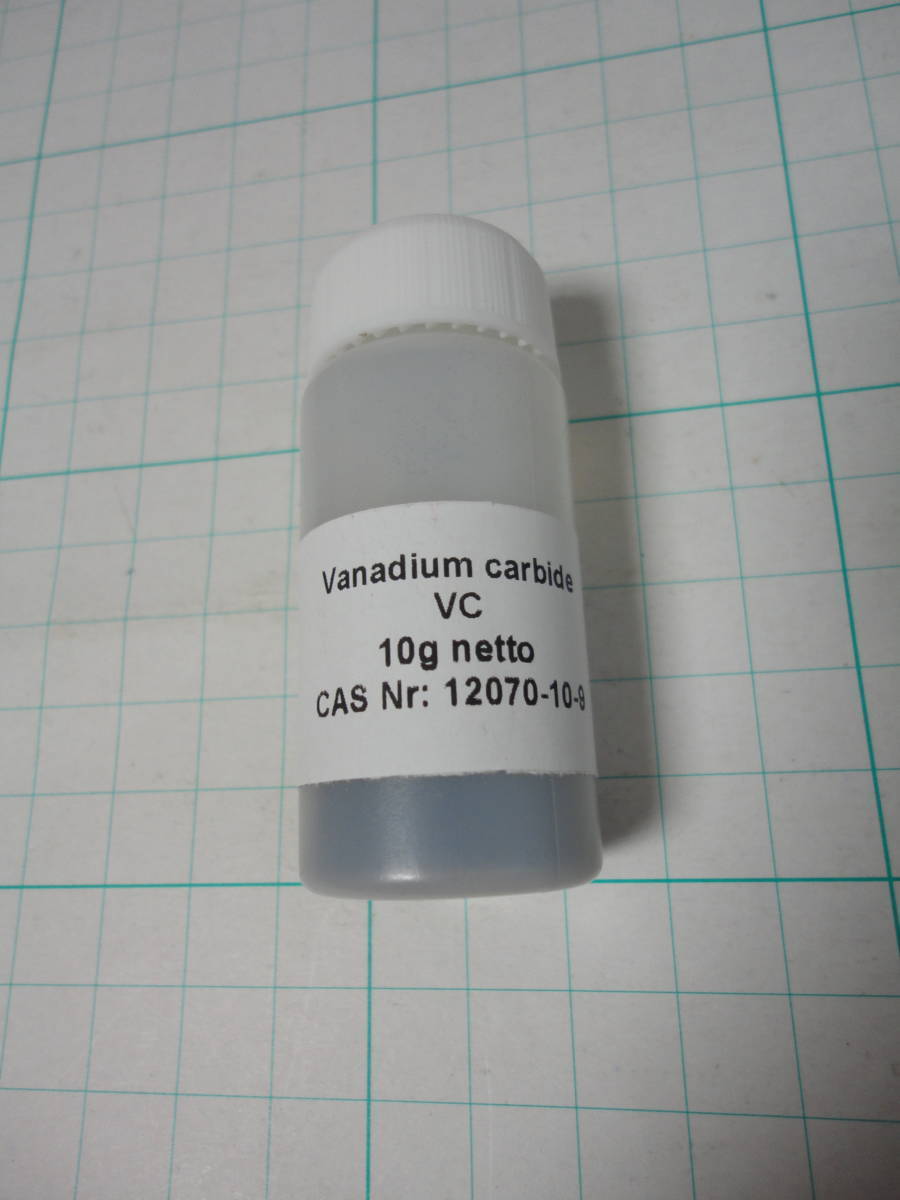 Vanadium carbide
VC
10g netto
CAS Nr: 12070-10-9